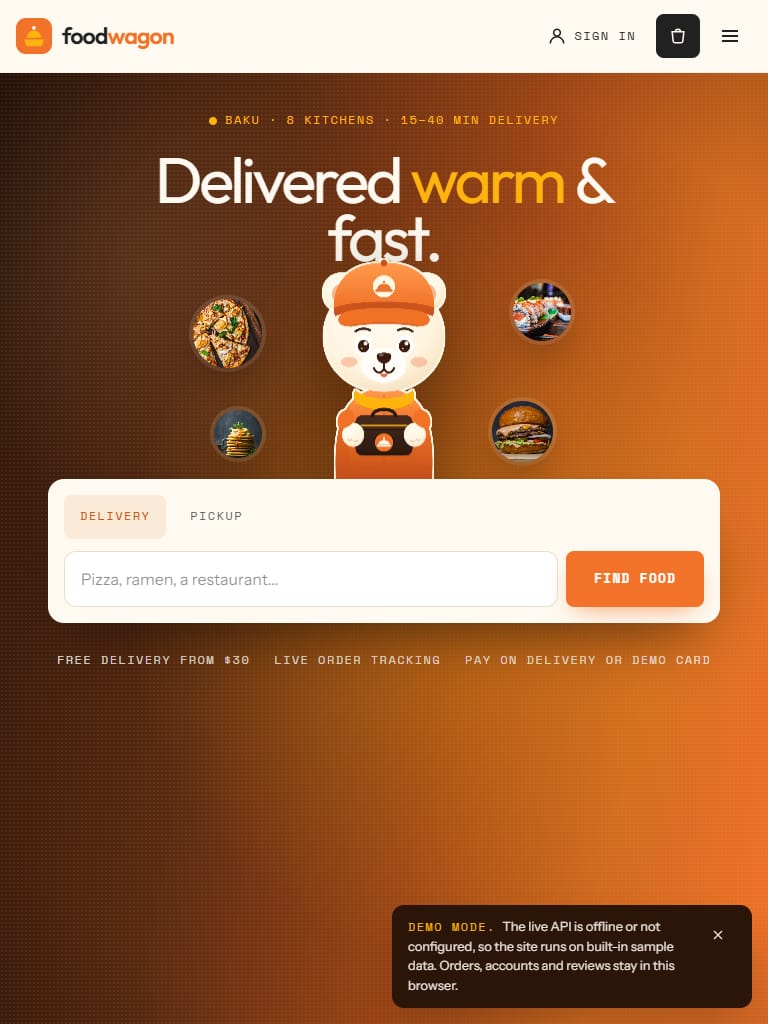 foodwagon
SIGN IN
BAKU · 8 KITCHENS · 15–40 MIN DELIVERY
Delivered warm &
fast.
DELIVERY PICKUP
Pizza, ramen, a restaurant...
FIND FOOD
FREE DELIVERY FROM $30 LIVE ORDER TRACKING PAY ON DELIVERY OR DEMO CARD
DEMO MODE. The live API is offline or not
configured, so the site runs on built-in sample
data. Orders, accounts and reviews stay in this
browser.